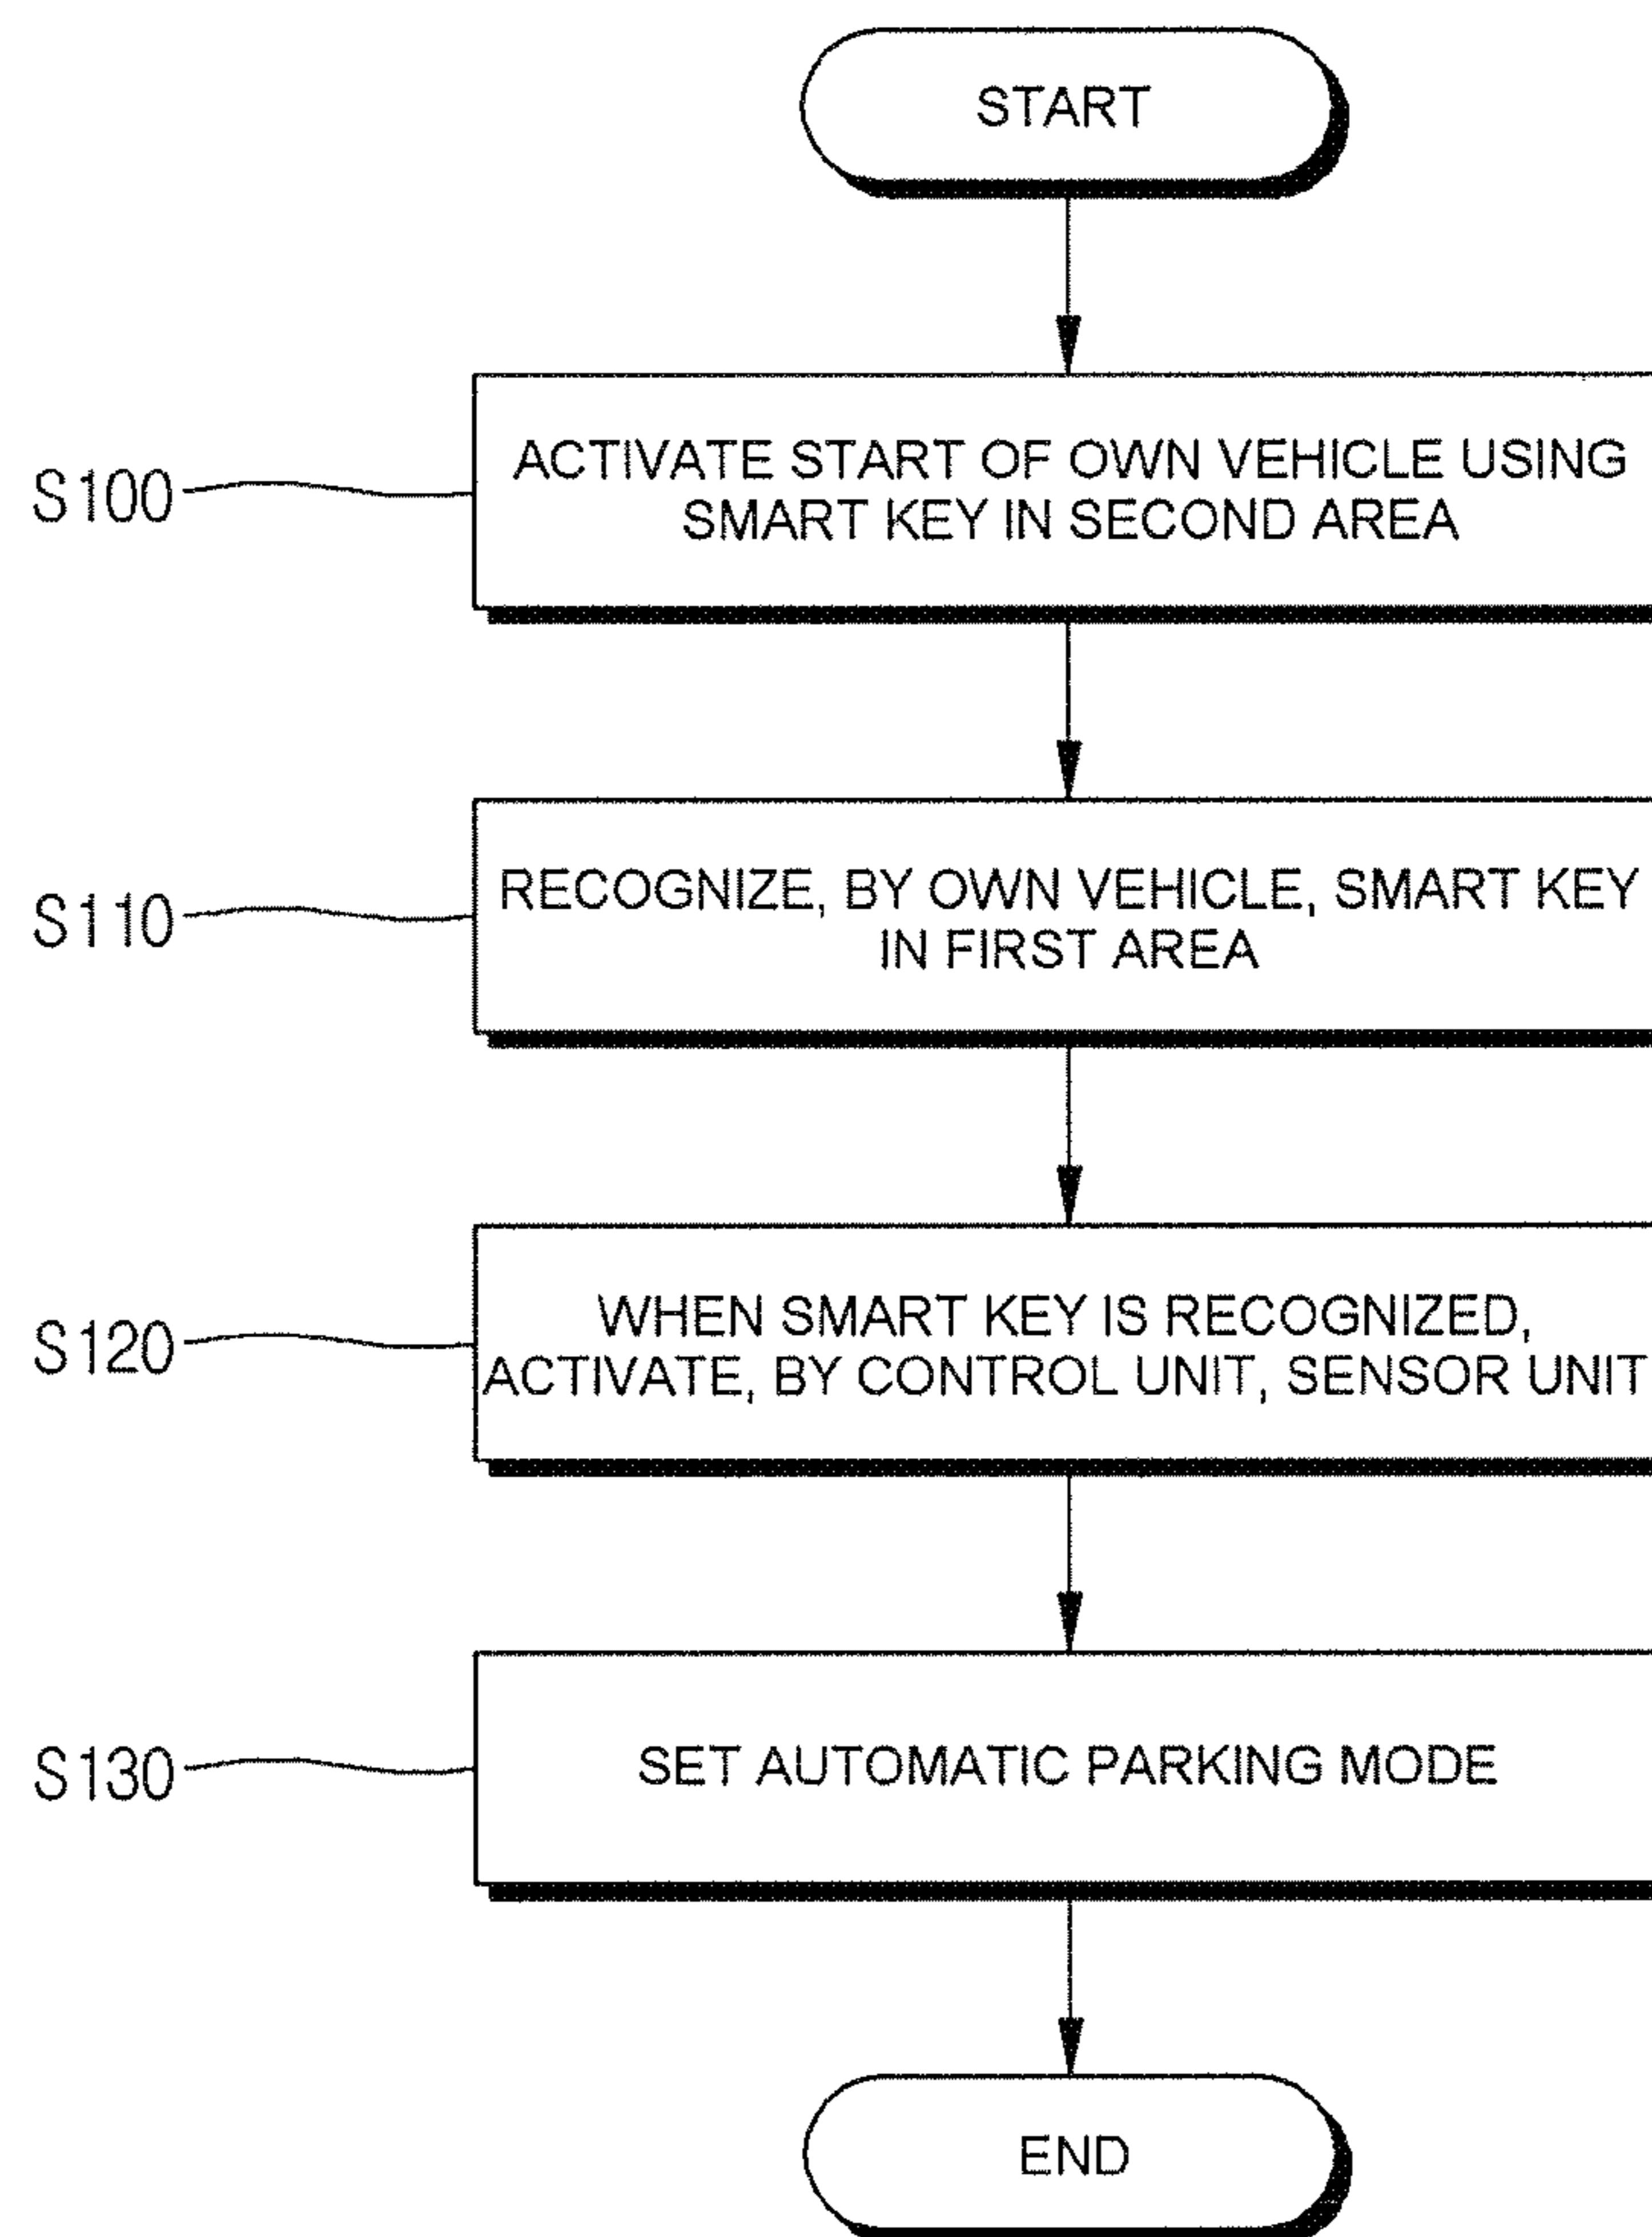 START
S100
ACTIVATE START OF OWN VEHICLE USING
SMART KEY IN SECOND AREA
S110
RECOGNIZE, BY OWN VEHICLE, SMART KEY
IN FIRST AREA
S120
WHEN SMART KEY IS RECOGNIZED,
ACTIVATE, BY CONTROL UNIT, SENSOR UNIT
S130
SET AUTOMATIC PARKING MODE
END